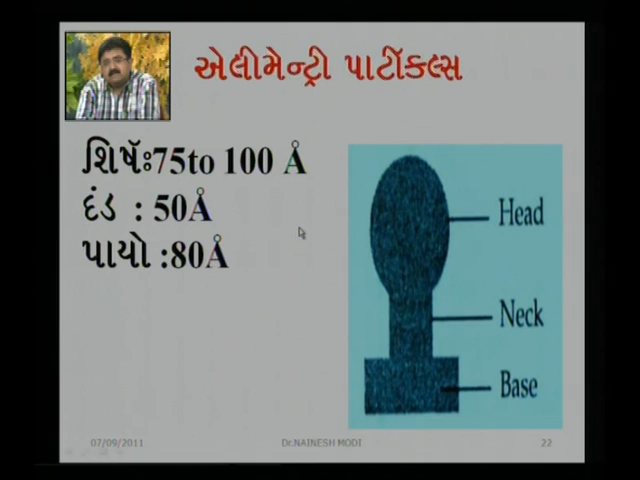 એલીમેન્ટ્રી પાર્ટીકલ્સ
શિર્ષ:75to 100 Å
દંડ : 50Å
પાયો :80Å
Head
Neck
Base
07/09/2011
Dr.NAINESH MODI
22